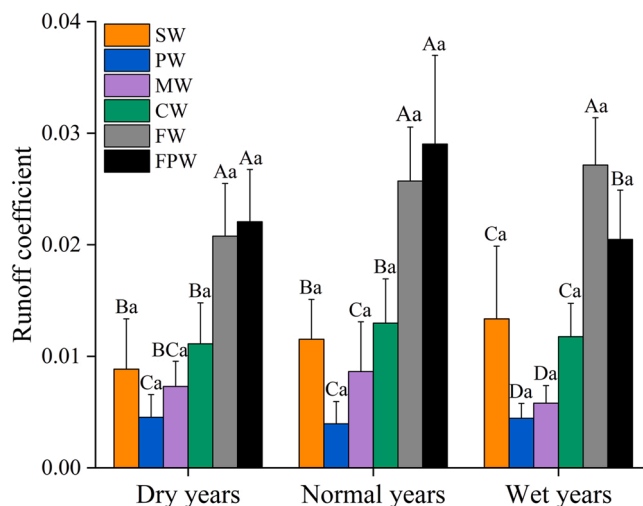 0.04
0.03
0.02
0.01
0.00
Runoff coefficient
SW
PW
MW
CW
FW
FPW
Ba
Ca
BCa
Ba
Aa
Aa
Ba
Ca
Ca
Ba
Aa
Aa
Ca
Da
Da
Ca
Aa
Ba
Dry years
Normal years
Wet years